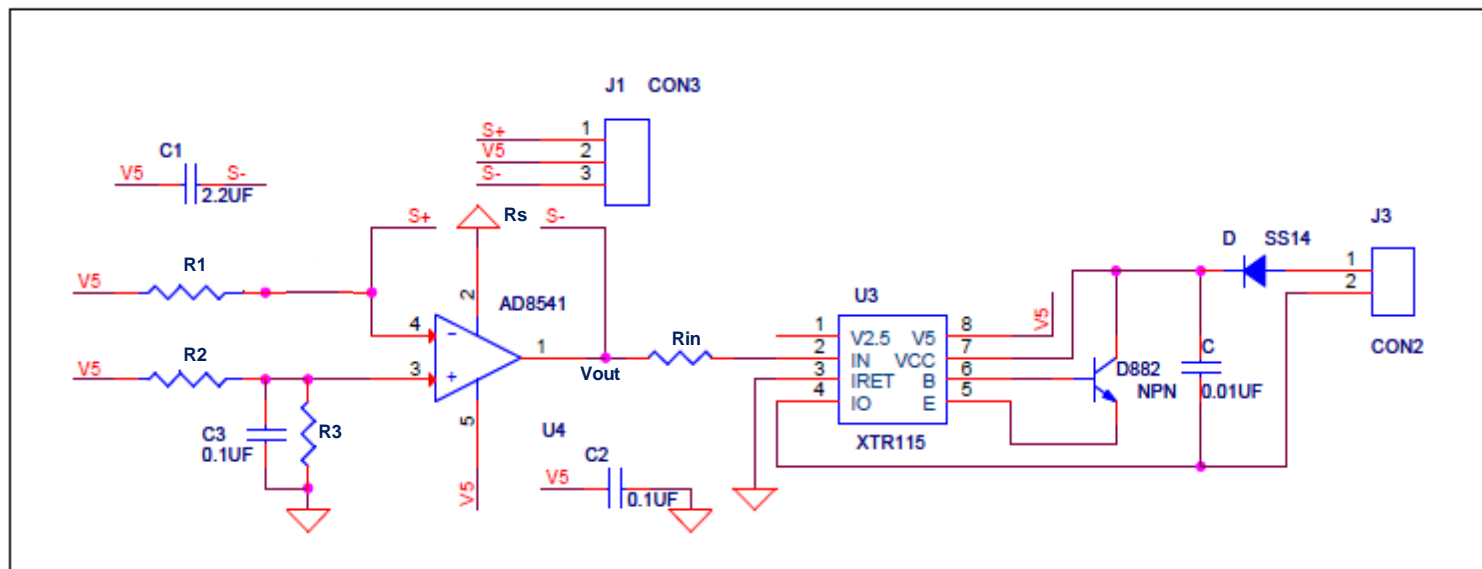 J1 CON3
S+ 1
V5 2
S- 3
C1
V5 S-
2.2UF
S+ Rs S-
J3
D SS14
1
2
CON2
R1
V5
2
AD8541
4
-
1
Vout
R2
V5
3
+
5
V5
C3
0.1UF
R3
U4
C2
V5
0.1UF
Rin
U3
1 V2.5 V5 8
2 IN VCC 7
3 IRET B 6
4 IO E 5
XTR115
V5
D882
NPN
C
0.01UF